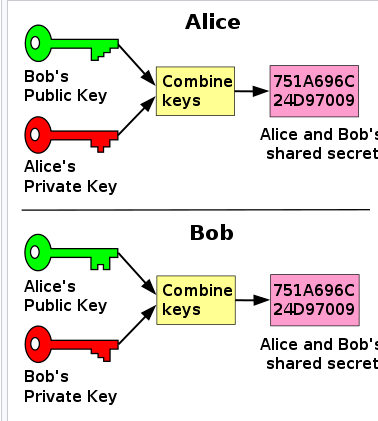 Alice
Bob's
Public Key
Combine
keys
751A696C
24D97009
Alice and Bob's
shared secret
Alice's
Private Key
Bob
Alice's
Public Key
Combine
keys
751A696C
24D97009
Alice and Bob's
shared secret
Bob's
Private Key